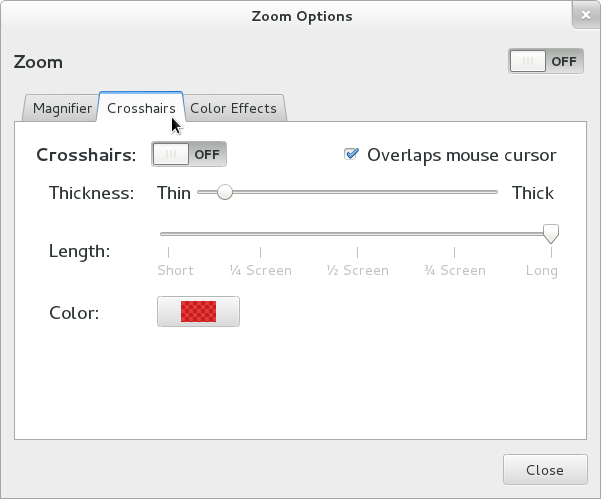 Zoom Options
Zoom OFF
Magnifier Crosshairs Color Effects
Crosshairs: OFF Overlaps mouse cursor
Thickness: Thin Thick
Length:
Short ¼ Screen ½ Screen ¾ Screen Long
Color:
Close